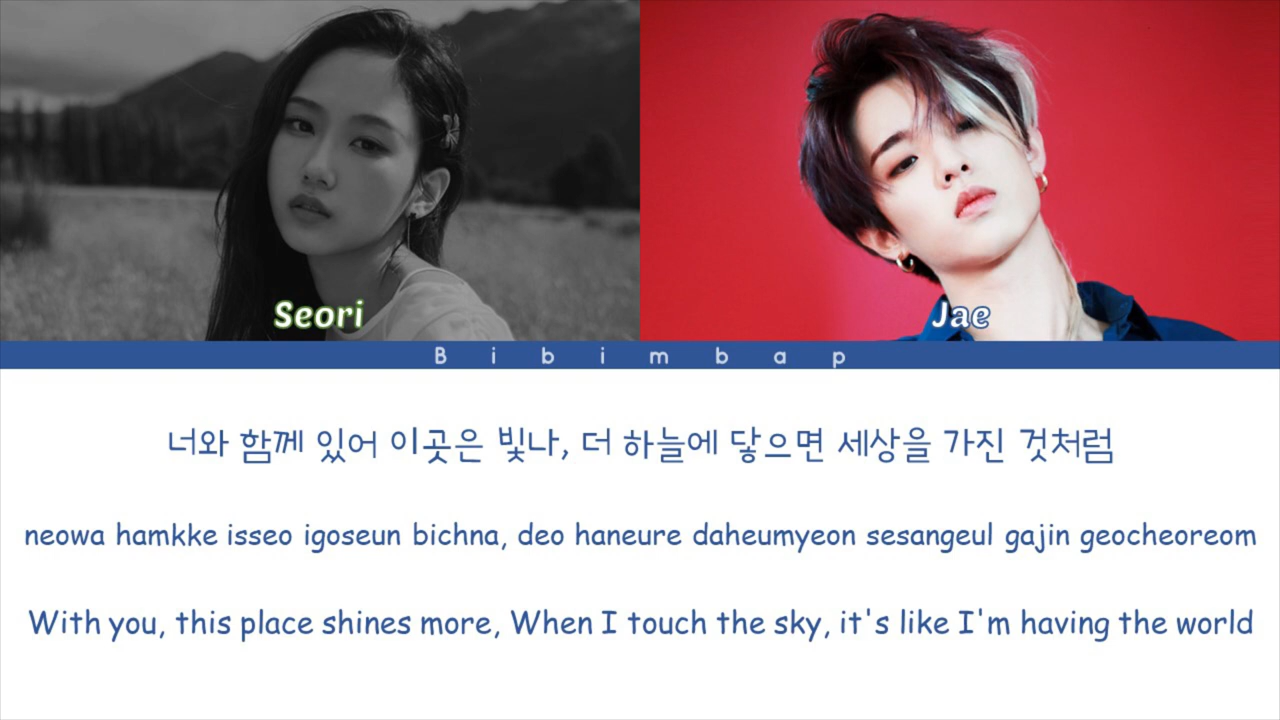 Seori
Jae
Bibimbap
너와 함께 있어 이곳은 빛나, 더 하늘에 닿으면 세상을 가진 것처럼
neowa hamkke isseo igoseun bichna, deo haneure daheumyeon sesangeul gajin geocheoreom
With you, this place shines more, When I touch the sky, it's like I'm having the world